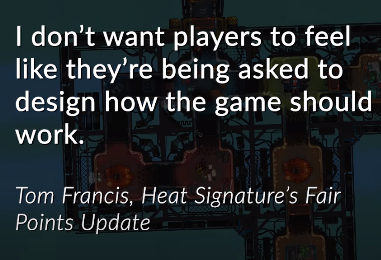 I don’t want players to feel
like they’re being asked to
design how the game should
work.
Tom Francis, Heat Signature’s Fair
Points Update